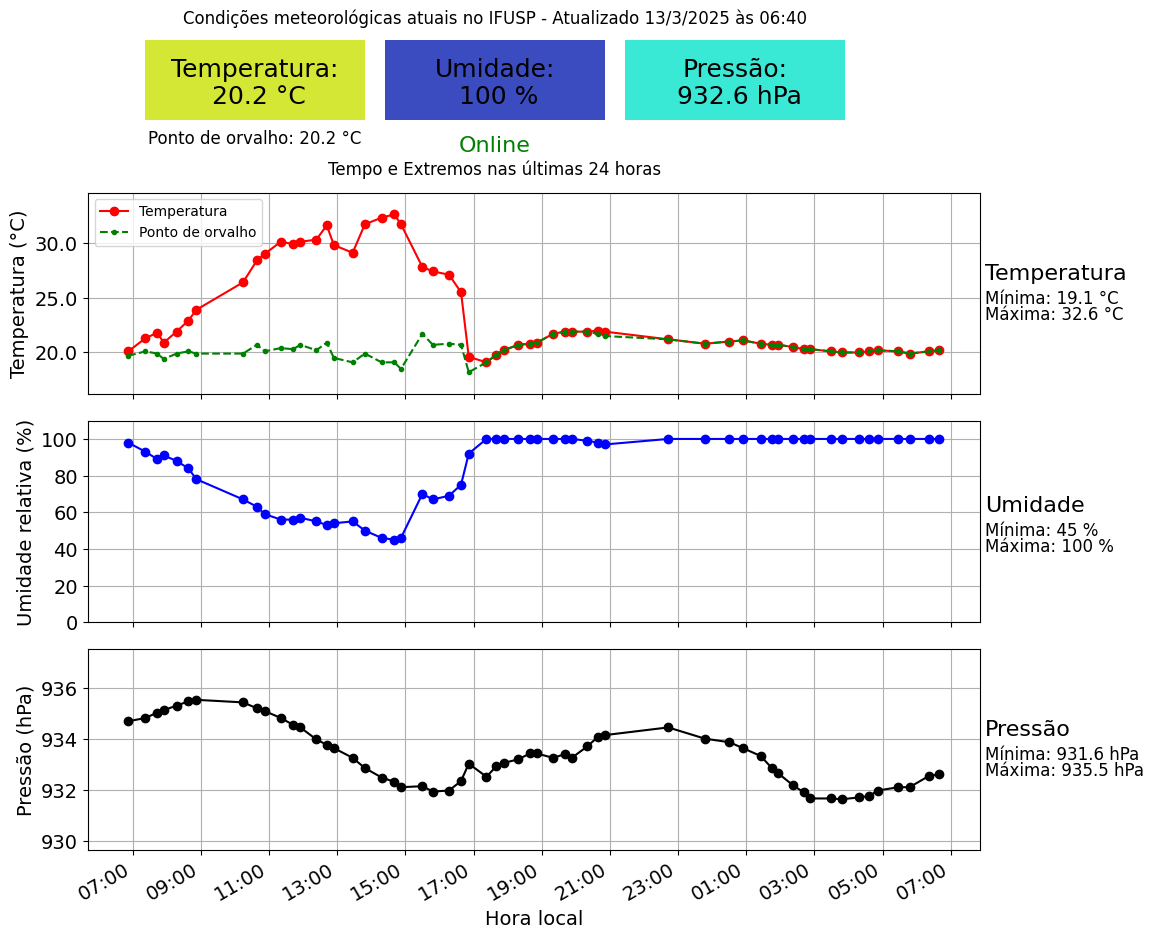 Condições meteorológicas atuais no IFUSP - Atualizado 13/3/2025 às 06:40
Temperatura:
20.2 °C
Umidade:
100 %
Pressão:
932.6 hPa
Ponto de orvalho: 20.2 °C
Online
Tempo e Extremos nas últimas 24 horas
Temperatura (°C)
30.0
25.0
20.0
Temperatura
Ponto de orvalho
Temperatura
Mínima: 19.1 °C
Máxima: 32.6 °C
Umidade relativa (%)
100
80
60
40
20
0
Umidade
Mínima: 45 %
Máxima: 100 %
Pressão (hPa)
936
934
932
930
Pressão
Mínima: 931.6 hPa
Máxima: 935.5 hPa
07:00 09:00 11:00 13:00 15:00 17:00 19:00 21:00 23:00 01:00 03:00 05:00 07:00
Hora local